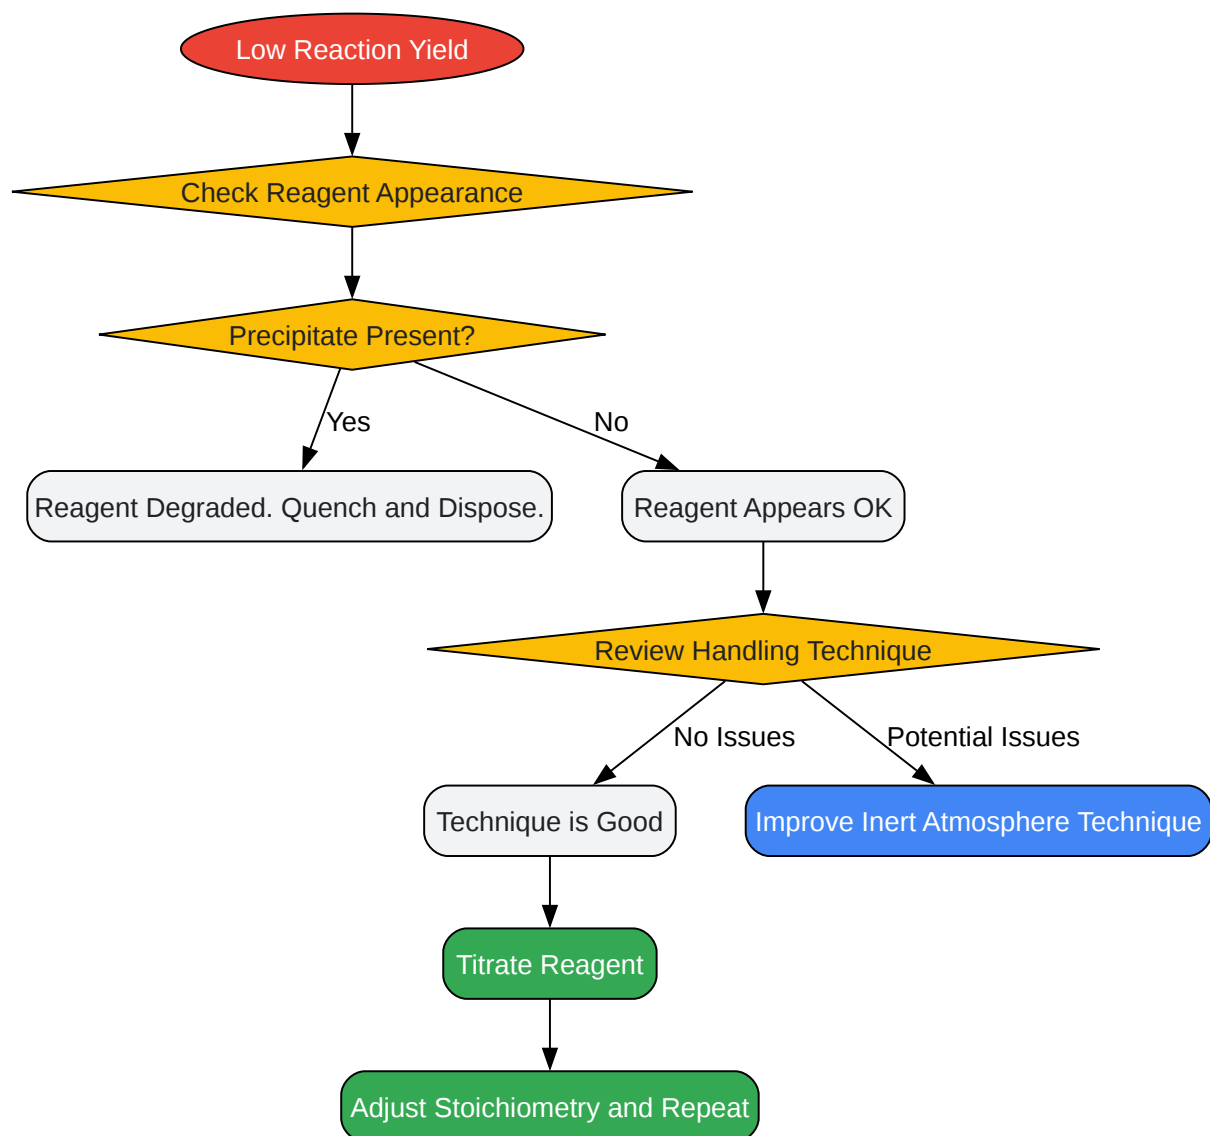 Low Reaction Yield
Check Reagent Appearance
Precipitate Present?
Yes
No
Reagent Degraded. Quench and Dispose.
Reagent Appears OK
Review Handling Technique
No Issues
Potential Issues
Technique is Good
Improve Inert Atmosphere Technique
Titrate Reagent
Adjust Stoichiometry and Repeat